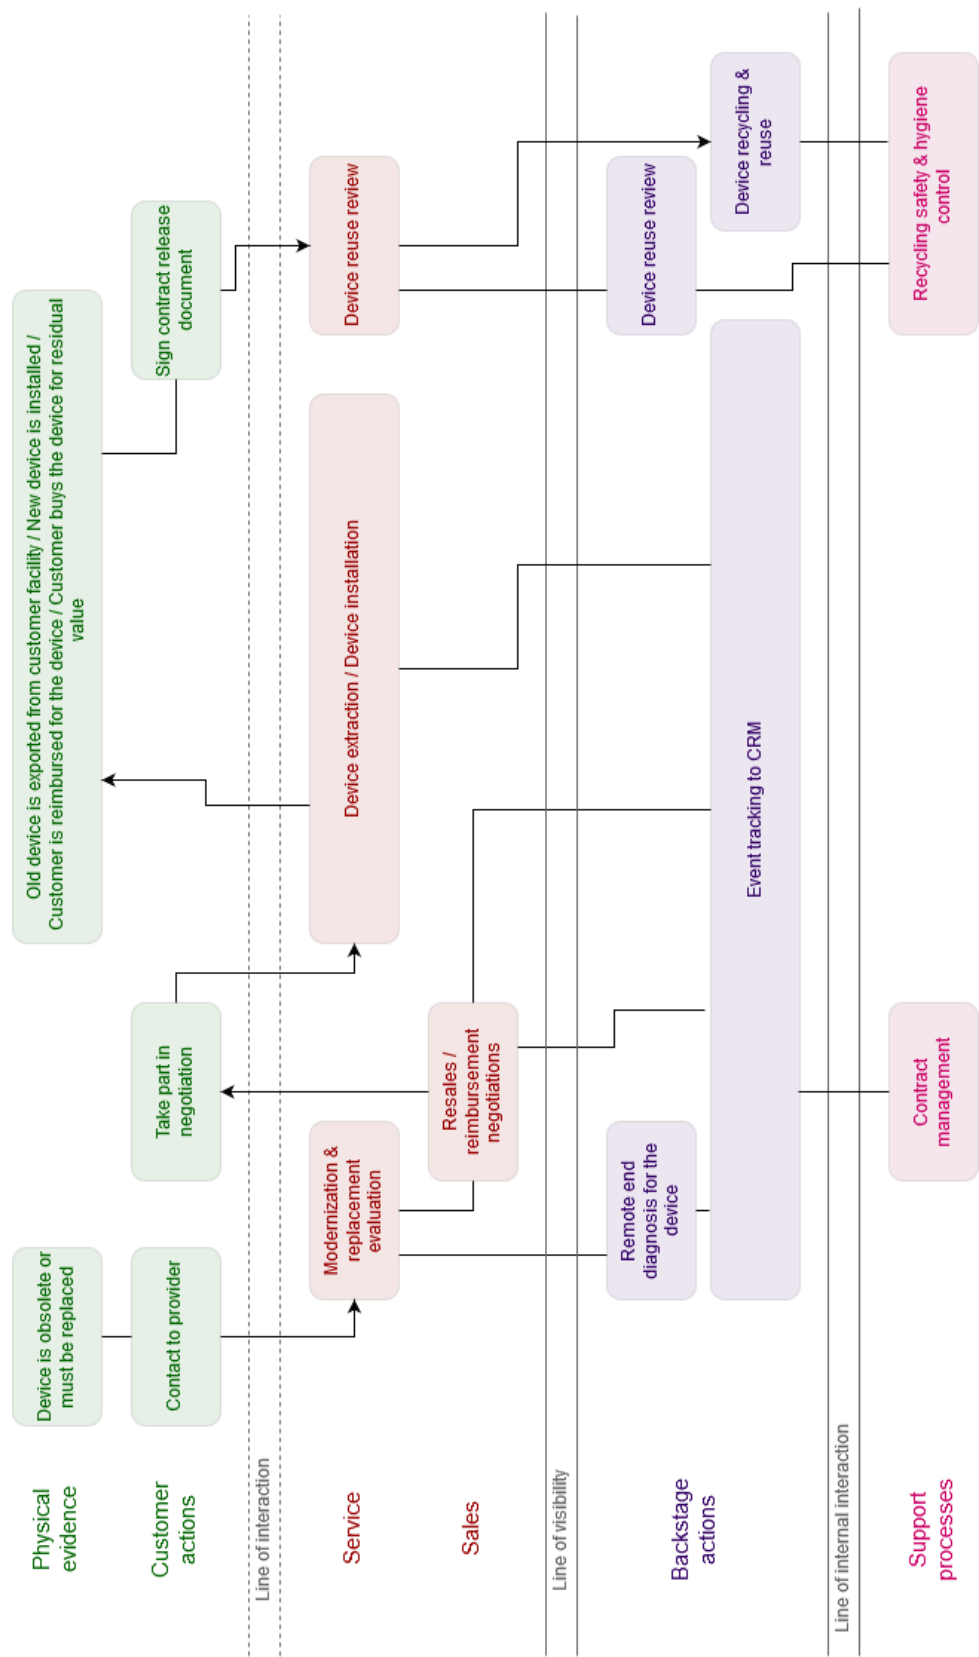 Physical
evidence
Device is obsolete or
must be replaced
Old device is exported from customer facility / New device is installed /
Customer is reimbursed for the device / Customer buys the device for residual
value
Customer
actions
Contact to provider
Take part in
negotiation
Sign contract release
document
Line of interaction
Service
Modernization &
replacement
evaluation
Device extraction / Device installation
Device reuse review
Sales
Resales /
reimbursement
negotiations
Line of visibility
Backstage
actions
Remote end
diagnosis for the
device
Device reuse review
Event tracking to CRM
Device recycling &
reuse
Line of internal interaction
Support
processes
Contract
management
Recycling safety & hygiene
control